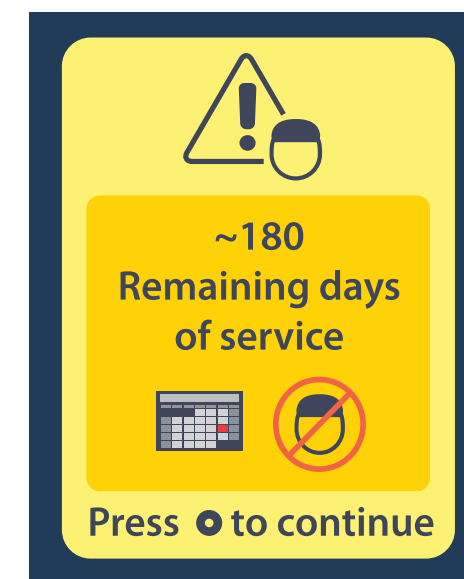 ~180
Remaining days
of service
Press to continue